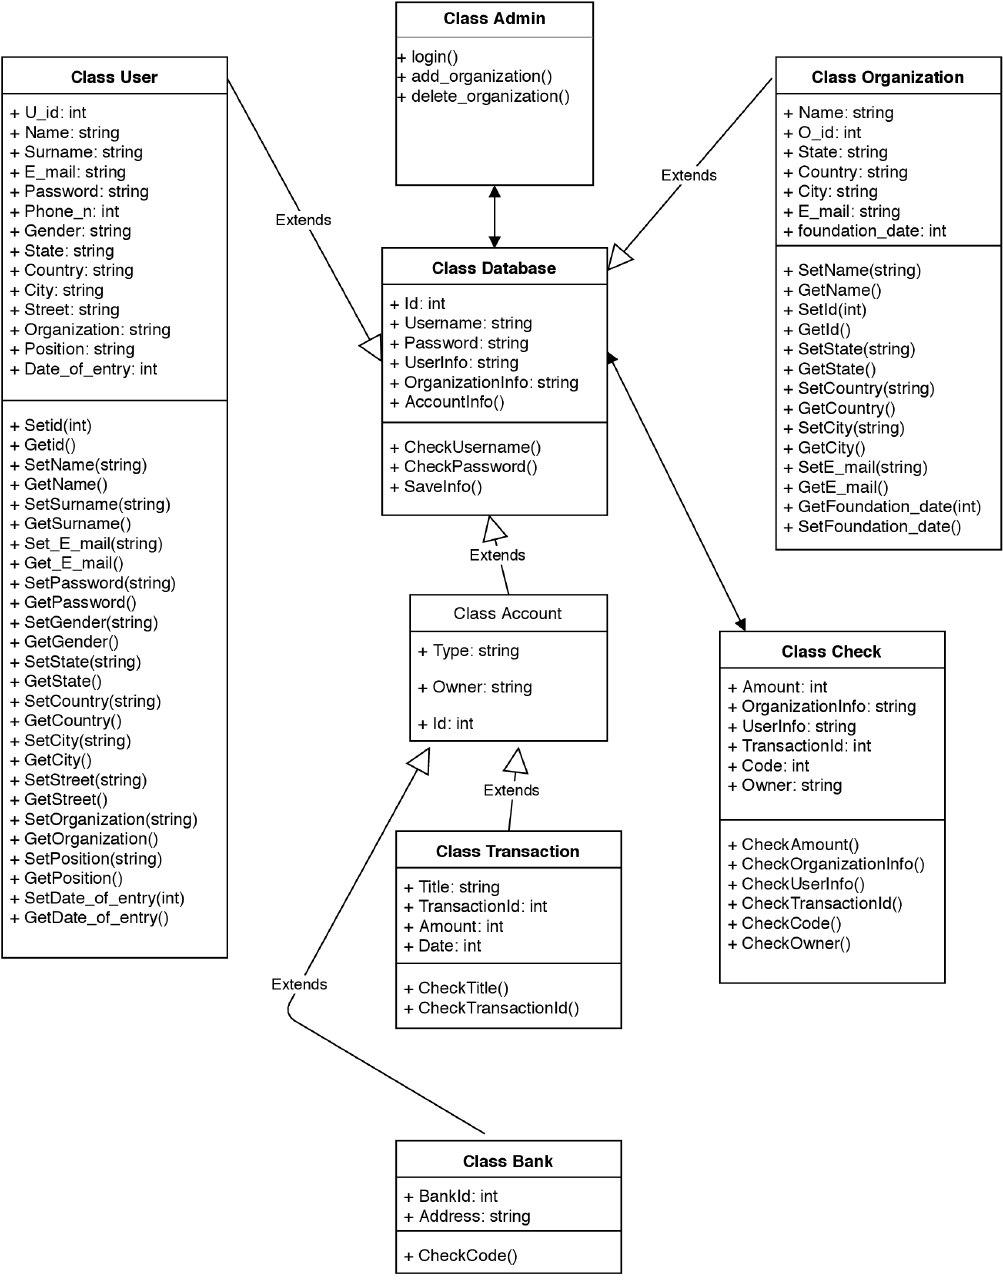 Class Admin
+ login()
+ add_organization()
+ delete_organization()
Class User
+ U_id: int
+ Name: string
+ Surname: string
+ E_mail: string
+ Password: string
+ Phone_n: int
+ Gender: string
+ State: string
+ Country: string
+ City: string
+ Street: string
+ Organization: string
+ Position: string
+ Date_of_entry: int
+ Setid(int)
+ Getid()
+ SetName(string)
+ GetName()
+ SetSurname(string)
+ GetSurname()
+ Set_E_mail(string)
+ Get_E_mail()
+ SetPassword(string)
+ GetPassword()
+ SetGender(string)
+ GetGender()
+ SetState(string)
+ GetState()
+ SetCountry(string)
+ GetCountry()
+ SetCity(string)
+ GetCity()
+ SetStreet(string)
+ GetStreet()
+ SetOrganization(string)
+ GetOrganization()
+ SetPosition(string)
+ GetPosition()
+ SetDate_of_entry(int)
+ GetDate_of_entry()
Extends
Class Database
+ Id: int
+ Username: string
+ Password: string
+ UserInfo: string
+ OrganizationInfo: string
+ AccountInfo()
+ CheckUsername()
+ CheckPassword()
+ SaveInfo()
Extends
Class Organization
+ Name: string
+ O_id: int
+ State: string
+ Country: string
+ City: string
+ E_mail: string
+ foundation_date: int
+ SetName(string)
+ GetName()
+ SetId(int)
+ GetId()
+ SetState(string)
+ GetState()
+ SetCountry(string)
+ GetCountry()
+ SetCity(string)
+ GetCity()
+ SetE_mail(string)
+ GetE_mail()
+ GetFoundation_date(int)
+ SetFoundation_date()
Extends
Class Account
+ Type: string
+ Owner: string
+ Id: int
Class Check
+ Amount: int
+ OrganizationInfo: string
+ UserInfo: string
+ TransactionId: int
+ Code: int
+ Owner: string
+ CheckAmount()
+ CheckOrganizationInfo()
+ CheckUserInfo()
+ CheckTransactionId()
+ CheckCode()
+ CheckOwner()
Extends
Class Transaction
+ Title: string
+ TransactionId: int
+ Amount: int
+ Date: int
+ CheckTitle()
+ CheckTransactionId()
Extends
Class Bank
+ BankId: int
+ Address: string
+ CheckCode()